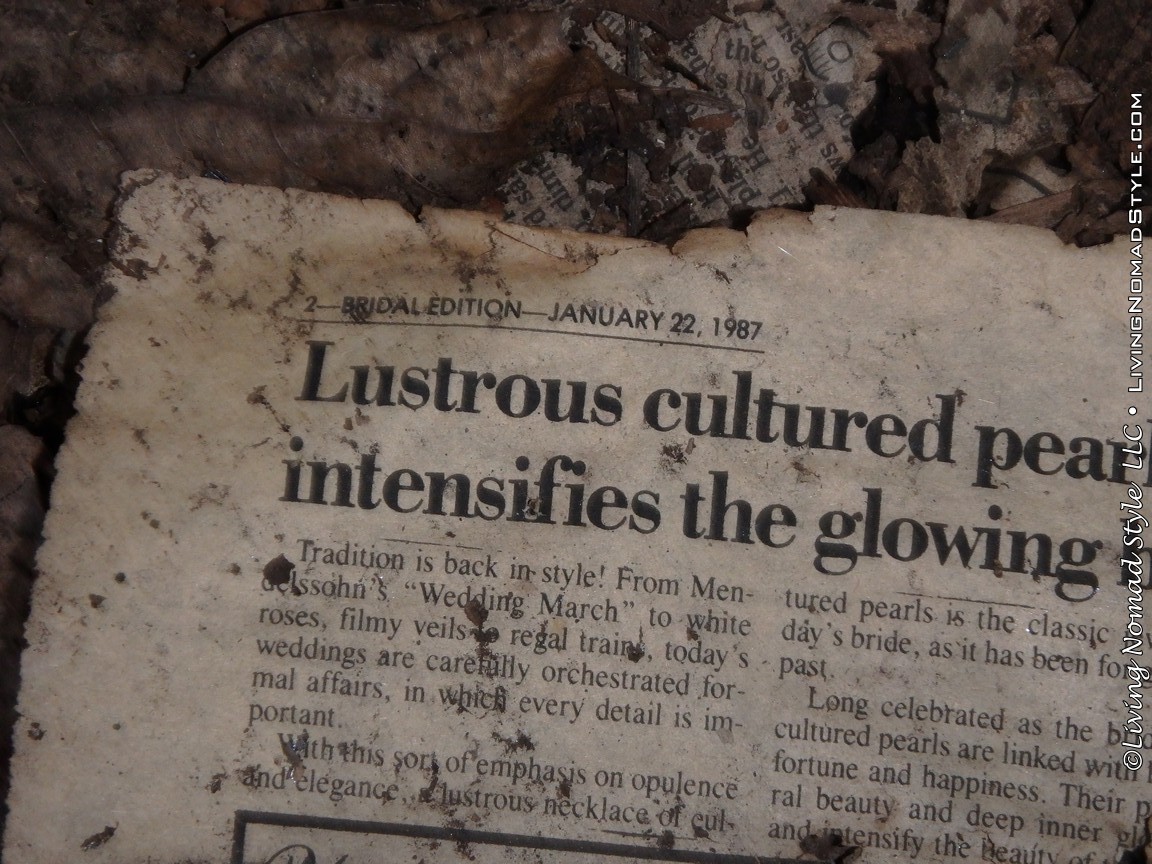 2—BRIDAL EDITION—JANUARY 22, 1987
Lustrous cultured pearl
intensifies the glowing
Tradition is back in style! From Men-
delssohn's "Wedding March" to white
roses, filmy veils to regal trains, today's
weddings are carefully orchestrated for-
mal affairs, in which every detail is im-
portant.
With this sort of emphasis on opulence
and elegance, a lustrous necklace of cul-
tured pearls is the classic
day's bride, as it has been for
past.
Long celebrated as the
cultured pearls are linked with
fortune and happiness. Their
ral beauty and deep inner
and intensify the beauty
the
© Living Nomad Style LLC • LivingNomadStyle.com